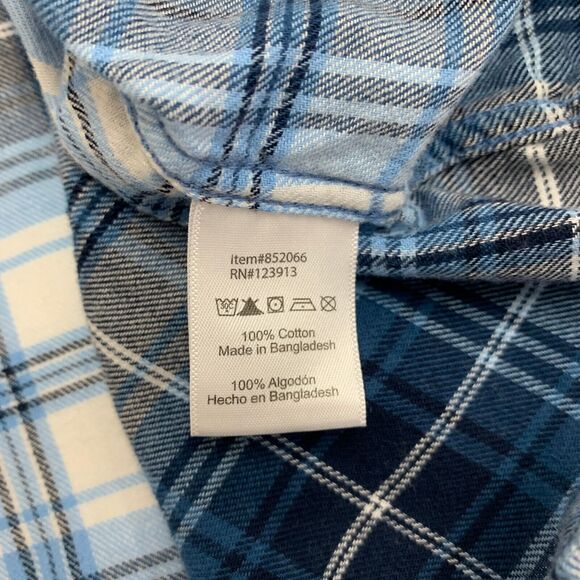 item#852066
RN#123913
100% Cotton
Made in Bangladesh
100% Algodón
Hecho en Bangladesh